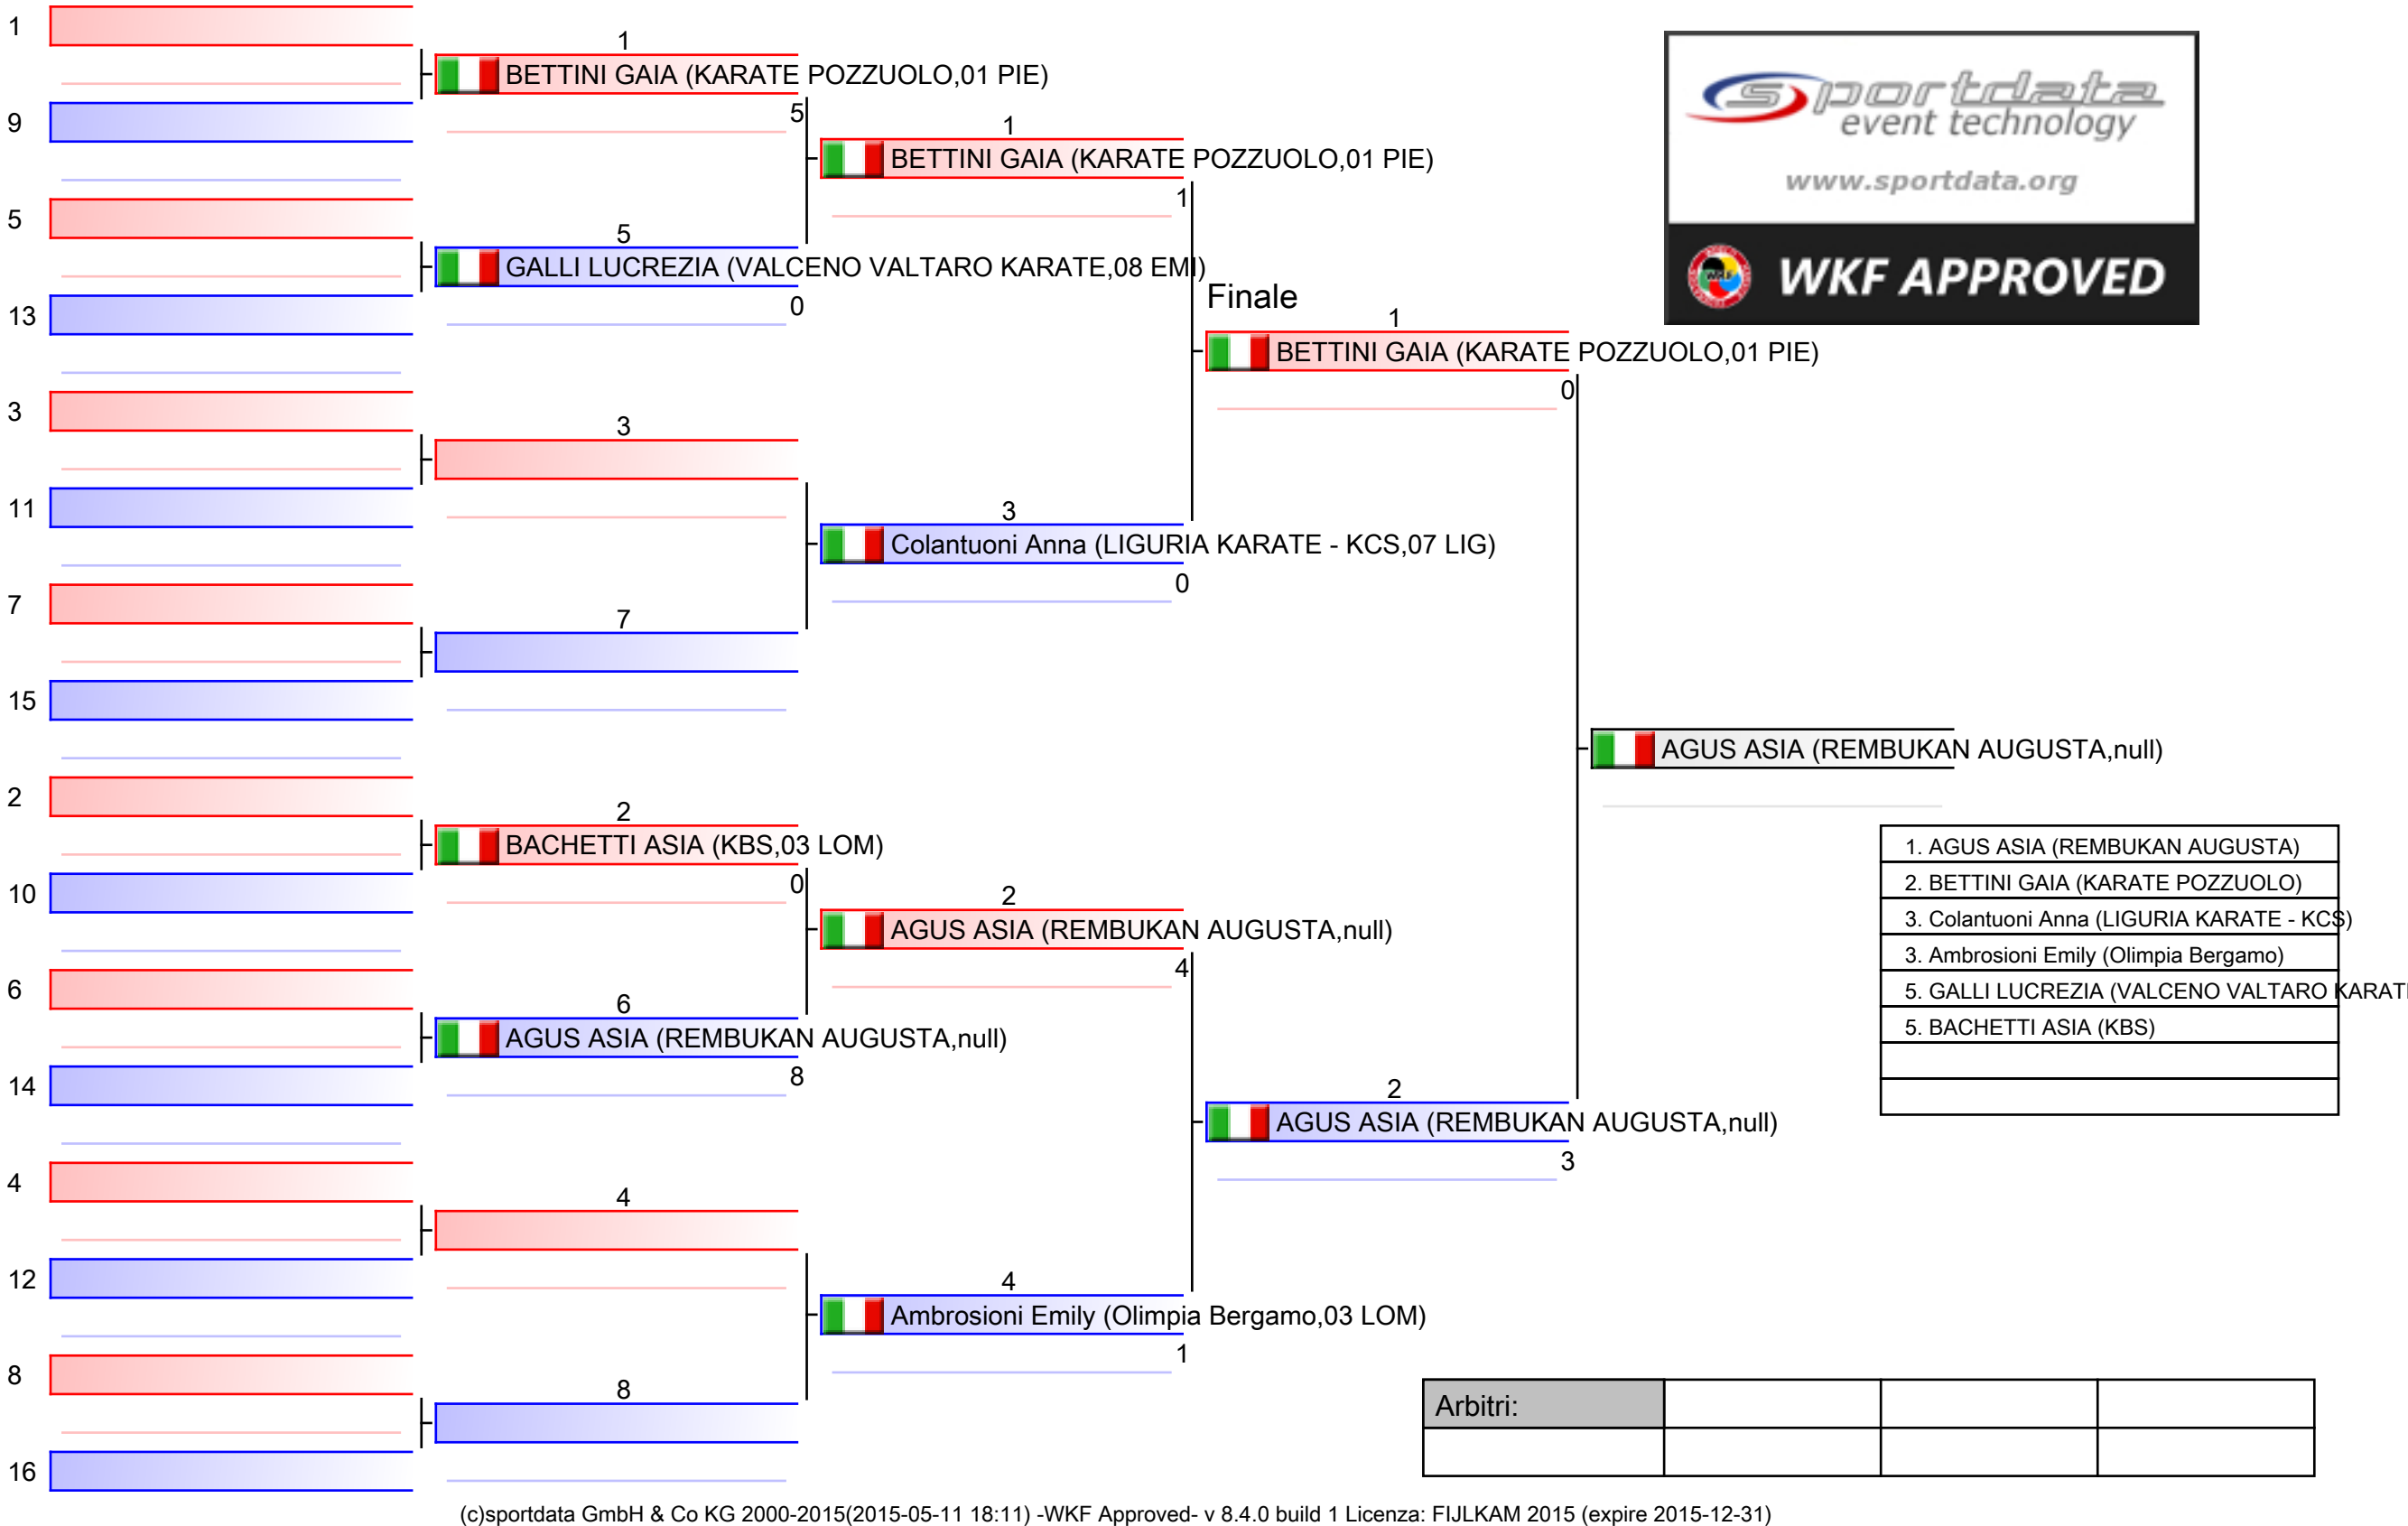 1
9
5
13
3
11
7
15
2
10
6
14
4
12
8
16
1
BETTINI GAIA (KARATE POZZUOLO,01 PIE)
5
5
GALLI LUCREZIA (VALCENO VALTARO KARATE,08 EMI)
0
3
7
2
BACHETTI ASIA (KBS,03 LOM)
0
6
AGUS ASIA (REMBUKAN AUGUSTA,null)
8
4
8
1
BETTINI GAIA (KARATE POZZUOLO,01 PIE)
1
3
Colantuoni Anna (LIGURIA KARATE - KCS,07 LIG)
0
2
AGUS ASIA (REMBUKAN AUGUSTA,null)
4
4
Ambrosioni Emily (Olimpia Bergamo,03 LOM)
1
Finale
1
BETTINI GAIA (KARATE POZZUOLO,01 PIE)
0
2
AGUS ASIA (REMBUKAN AUGUSTA,null)
3
AGUS ASIA (REMBUKAN AUGUSTA,null)
sportdata
event technology
www.sportdata.org
WKF
WKF APPROVED
1. AGUS ASIA (REMBUKAN AUGUSTA)
2. BETTINI GAIA (KARATE POZZUOLO)
3. Colantuoni Anna (LIGURIA KARATE - KCS)
3. Ambrosioni Emily (Olimpia Bergamo)
5. GALLI LUCREZIA (VALCENO VALTARO KARATE
5. BACHETTI ASIA (KBS)
Arbitri:
(c)sportdata GmbH & Co KG 2000-2015(2015-05-11 18:11) -WKF Approved- v 8.4.0 build 1 Licenza: FIJLKAM 2015 (expire 2015-12-31)